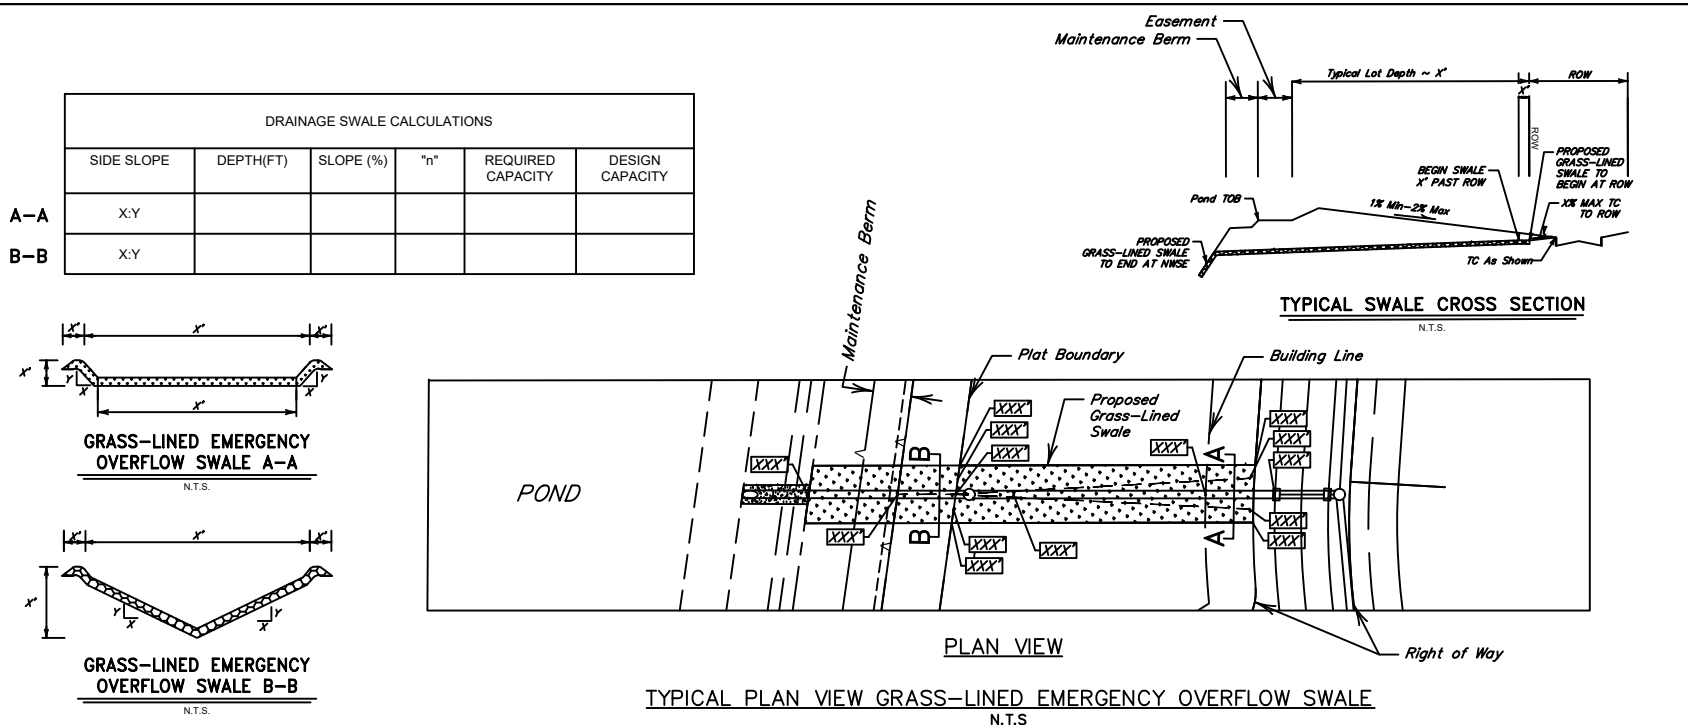 DRAINAGE SWALE CALCULATIONS
SIDE SLOPE DEPTH(FT) SLOPE (%) "n" REQUIRED CAPACITY DESIGN CAPACITY
A-A X:Y
B-B X:Y
X' X' X'
X'
Y X X Y
X'
GRASS-LINED EMERGENCY
OVERFLOW SWALE A-A
N.T.S.
X' X' X'
X'
Y X Y X
GRASS-LINED EMERGENCY
OVERFLOW SWALE B-B
N.T.S.
Easement
Maintenance Berm
Typical Lot Depth ~ X'
ROW
X'
ROW
PROPOSED
GRASS-LINED
SWALE TO
BEGIN AT ROW
BEGIN SWALE
X' PAST ROW
Pond TOB
1% Min-2% Max
X% MAX TC
TO ROW
PROPOSED
GRASS-LINED SWALE
TO END AT NWSE
TC As Shown
TYPICAL SWALE CROSS SECTION
N.T.S.
Maintenance Berm
Plat Boundary
Building Line
Proposed
Grass-Lined
Swale
XXX'
XXX'
XXX'
XXX'
XXX'
XXX'
XXX'
XXX'
B
A
POND
XXX'
XXX'
XXX'
XXX'
XXX'
XXX'
B
A
Right of Way
PLAN VIEW
TYPICAL PLAN VIEW GRASS-LINED EMERGENCY OVERFLOW SWALE
N.T.S